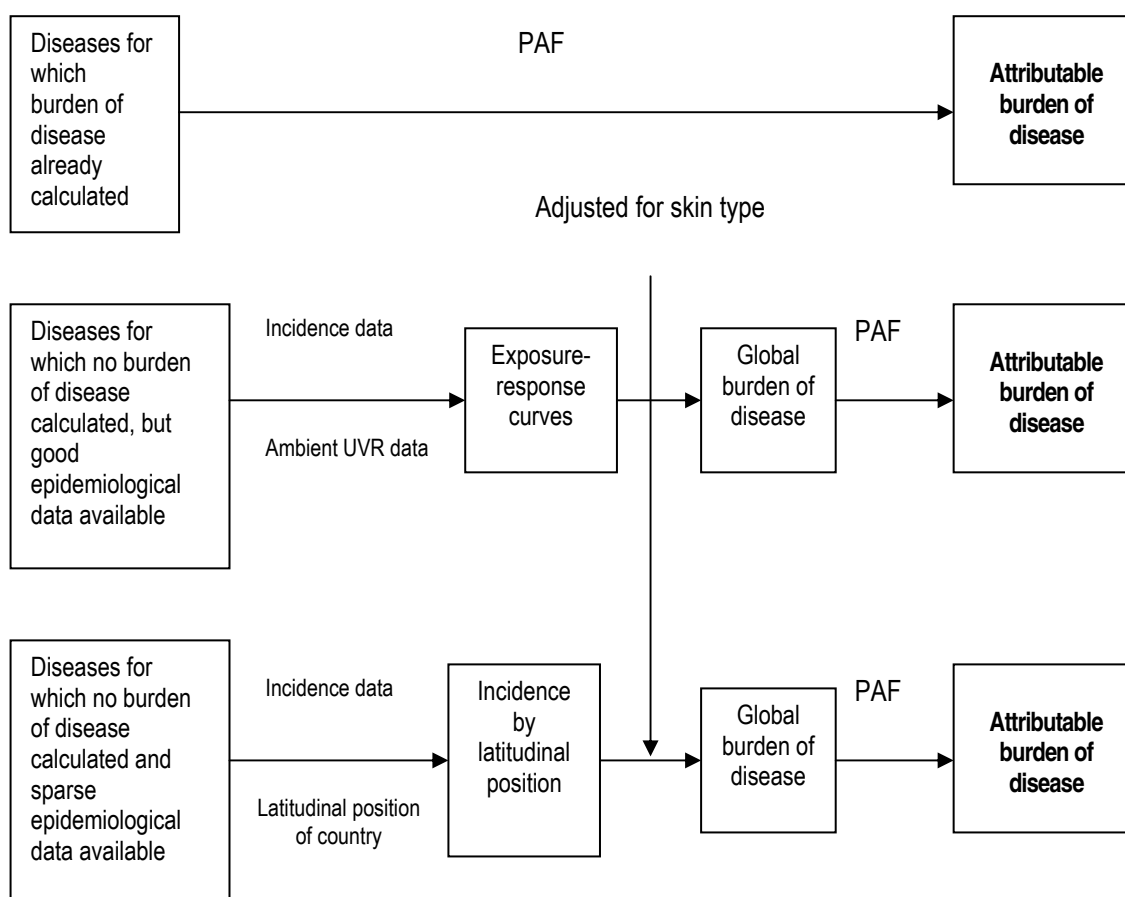 Diseases for
which
burden of
disease
already
calculated
PAF
Attributable
burden of
disease
Adjusted for skin type
Diseases for
which no burden
of disease
calculated, but
good
epidemiological
data available
Incidence data
Ambient UVR data
Exposure-
response
curves
Global
burden of
disease
PAF
Attributable
burden of
disease
Diseases for
which no burden
of disease
calculated and
sparse
epidemiological
data available
Incidence data
Latitudinal position
of country
Incidence
by
latitudinal
position
Global
burden of
disease
PAF
Attributable
burden of
disease